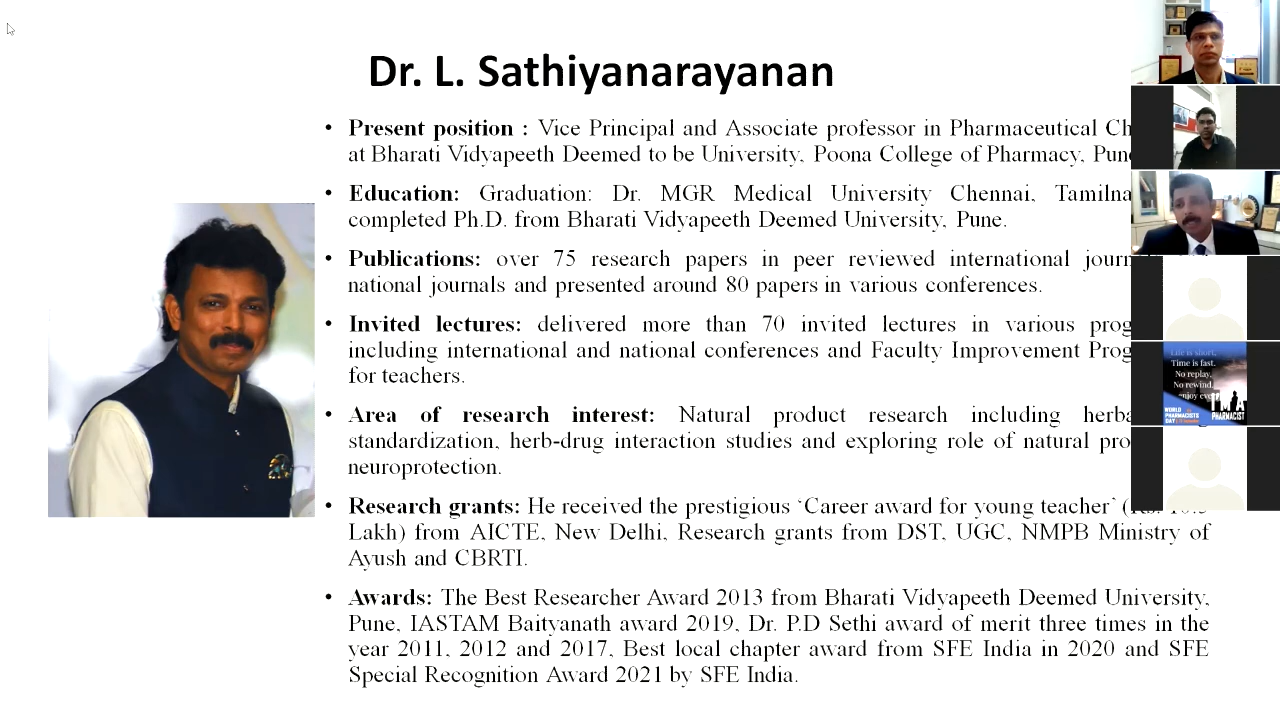 Dr. L. Sathiyanarayanan
• Present position : Vice Principal and Associate professor in Pharmaceutical
at Bharati Vidyapeeth Deemed to be University, Poona College of Pharmacy,
• Education: Graduation: Dr. MGR Medical University Chennai,
completed Ph.D. from Bharati Vidyapeeth Deemed University, Pune.
• Publications: over 75 research papers in peer reviewed international
national journals and presented around 80 papers in various conferences.
• Invited lectures: delivered more than 70 invited lectures in various
including international and national conferences and Faculty Improvement
for teachers.
• Area of research interest: Natural product research including
standardization, herb-drug interaction studies and exploring role of natural
neuroprotection.
• Research grants: He received the prestigious ‘Career award for young teacher’
Lakh) from AICTE, New Delhi, Research grants from DST, UGC, NMPB Ministry of
Ayush and CBRTI.
• Awards: The Best Researcher Award 2013 from Bharati Vidyapeeth Deemed University,
Pune, IASTAM Baityanath award 2019, Dr. P.D Sethi award of merit three times in the
year 2011, 2012 and 2017, Best local chapter award from SFE India in 2020 and SFE
Special Recognition Award 2021 by SFE India.
Life is short,
Time is fast.
No replay,
No rewind,
enjoy
WORLD
PHARMACISTS
DAY
I'M A
PHARMACIST